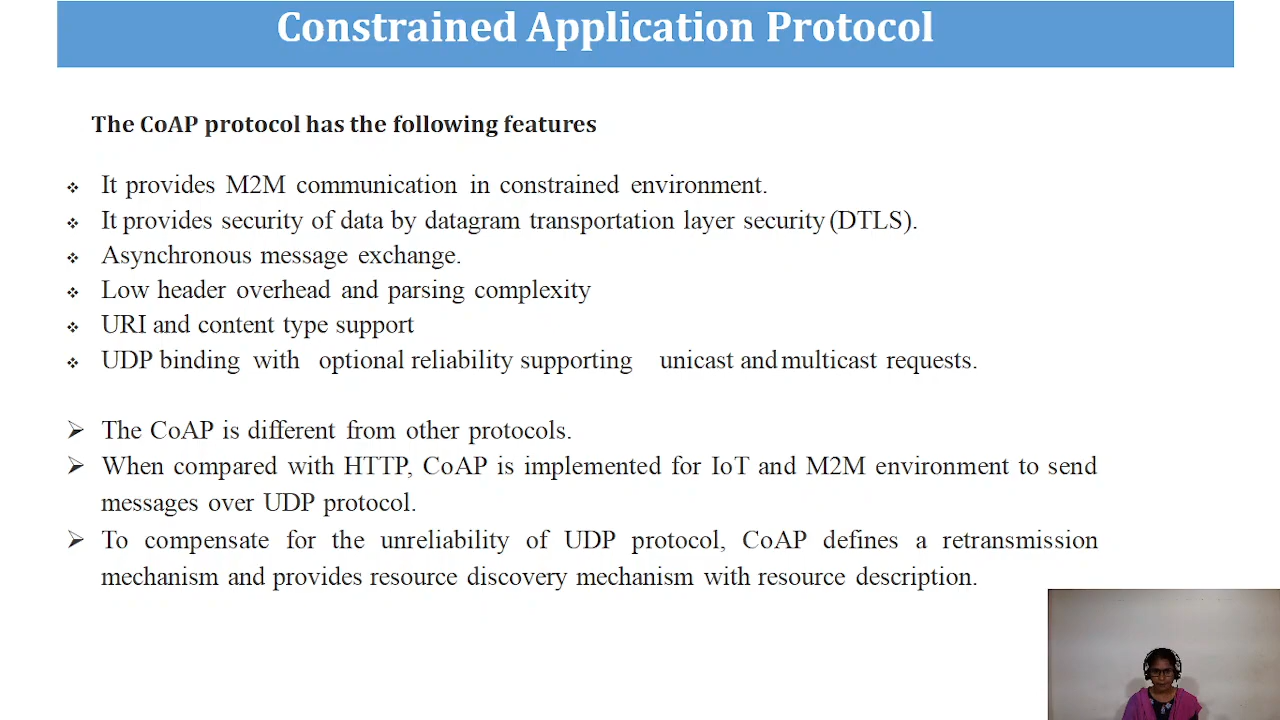 Constrained Application Protocol
The CoAP protocol has the following features
It provides M2M communication in constrained environment.
It provides security of data by datagram transportation layer security (DTLS).
Asynchronous message exchange.
Low header overhead and parsing complexity
URI and content type support
UDP binding with optional reliability supporting unicast and multicast requests.
The CoAP is different from other protocols.
When compared with HTTP, CoAP is implemented for IoT and M2M environment to send
messages over UDP protocol.
To compensate for the unreliability of UDP protocol, CoAP defines a retransmission
mechanism and provides resource discovery mechanism with resource description.